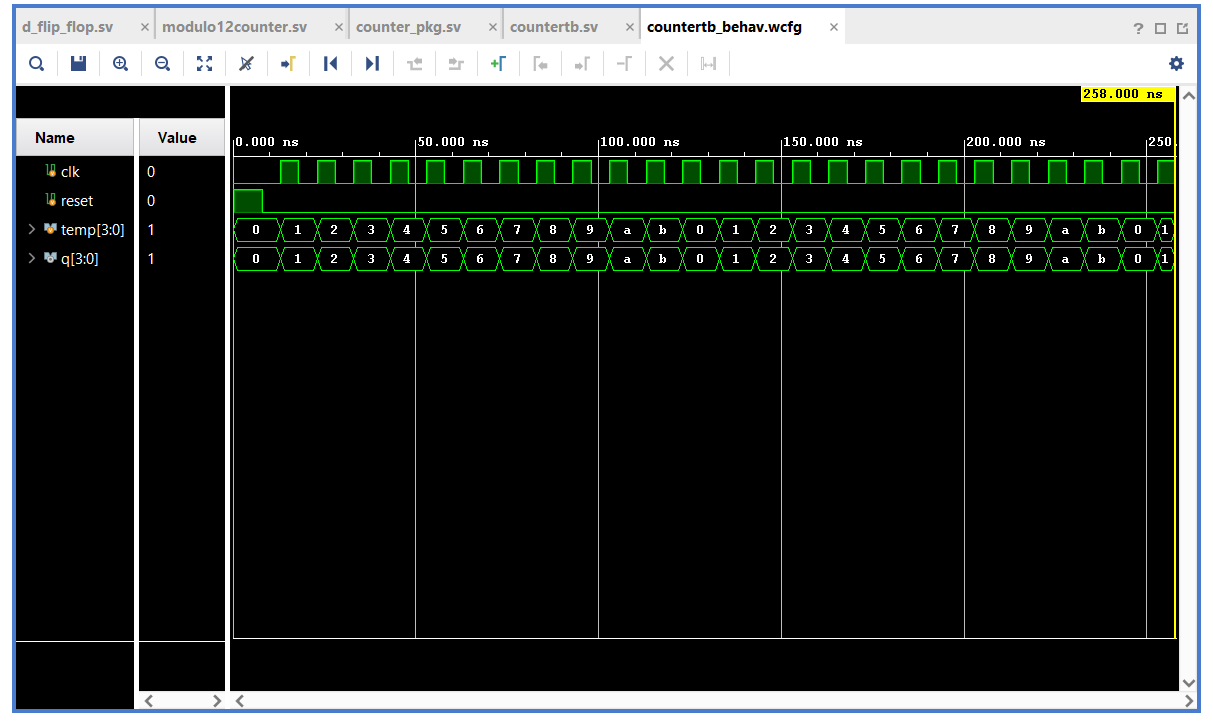 d_flip_flop.sv × modulo12counter.sv × counter_pkg.sv × countertb.sv × countertb_behav.wcfg × ?
258.000 ns
Name Value
0.000 ns 50.000 ns 100.000 ns 150.000 ns 200.000 ns 250.
clk 0
reset 0
temp[3:0] 1 0 1 2 3 4 5 6 7 8 9 a b 0 1 2 3 4 5 6 7 8 9 a b 0 1
q[3:0] 1 0 1 2 3 4 5 6 7 8 9 a b 0 1 2 3 4 5 6 7 8 9 a b 0 1